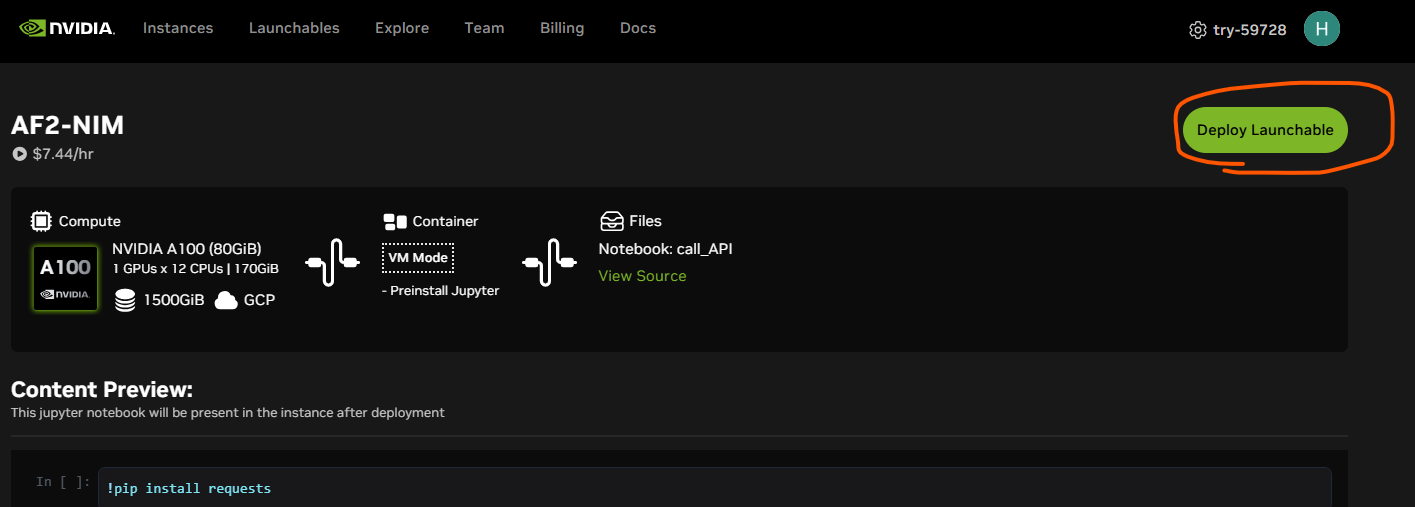 NVIDIA. Instances Launchables Explore Team Billing Docs try-59728 H
AF2-NIM
Deploy Launchable
$7.44/hr
Compute
NVIDIA A100 (80GiB)
1 GPUs x 12 CPUs | 170GiB
A100
NVIDIA.
1500GiB GCP
Container
VM Mode
- Preinstall Jupyter
Files
Notebook: call_API
View Source
Content Preview:
This jupyter notebook will be present in the instance after deployment
In [ ]:
!pip install requests